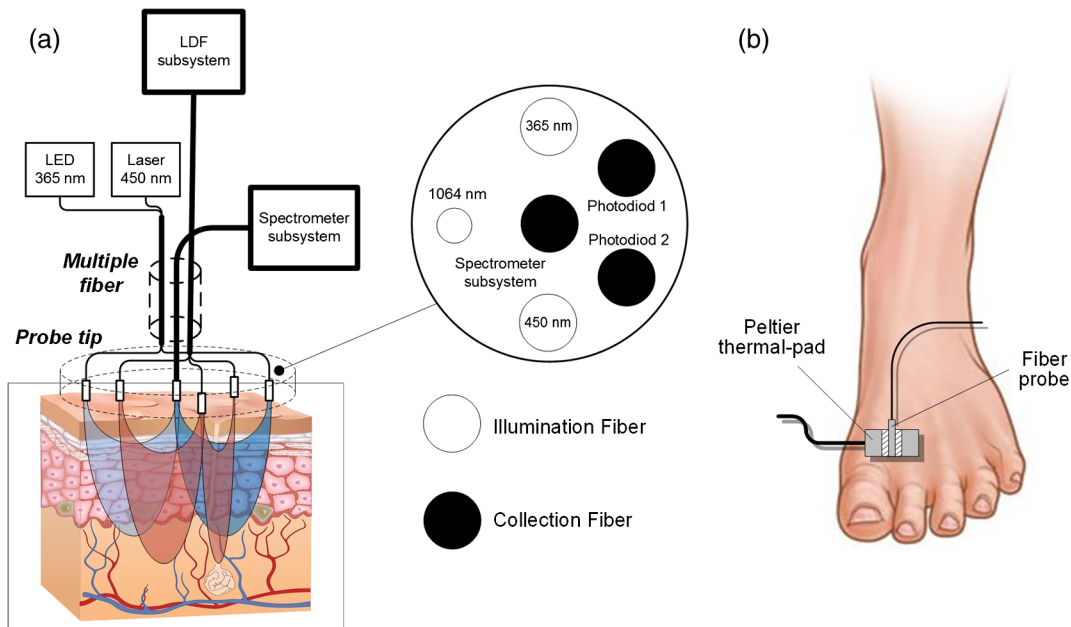 (a)
LDF
subsystem
LED
365 nm
Laser
450 nm
Spectrometer
subsystem
Multiple
fiber
Probe tip
365 nm
1064 nm
Photodiod 1
Photodiod 2
Spectrometer
subsystem
450 nm
Illumination Fiber
Collection Fiber
(b)
Peltier
thermal-pad
Fiber
probe